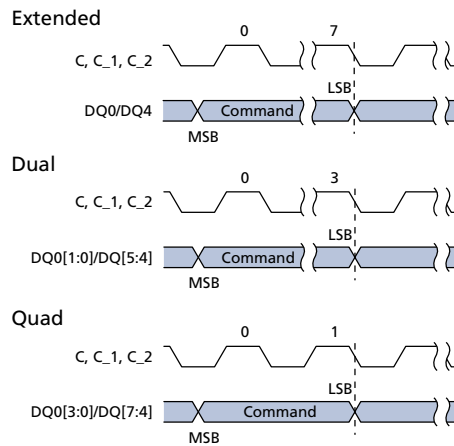 Extended
0 7
C, C_1, C_2
LSB
DQ0/DQ4 Command
MSB
Dual
0 3
C, C_1, C_2
LSB
DQ0[1:0]/DQ[5:4] Command
MSB
Quad
0 1
C, C_1, C_2
LSB
DQ0[3:0]/DQ[7:4] Command
MSB